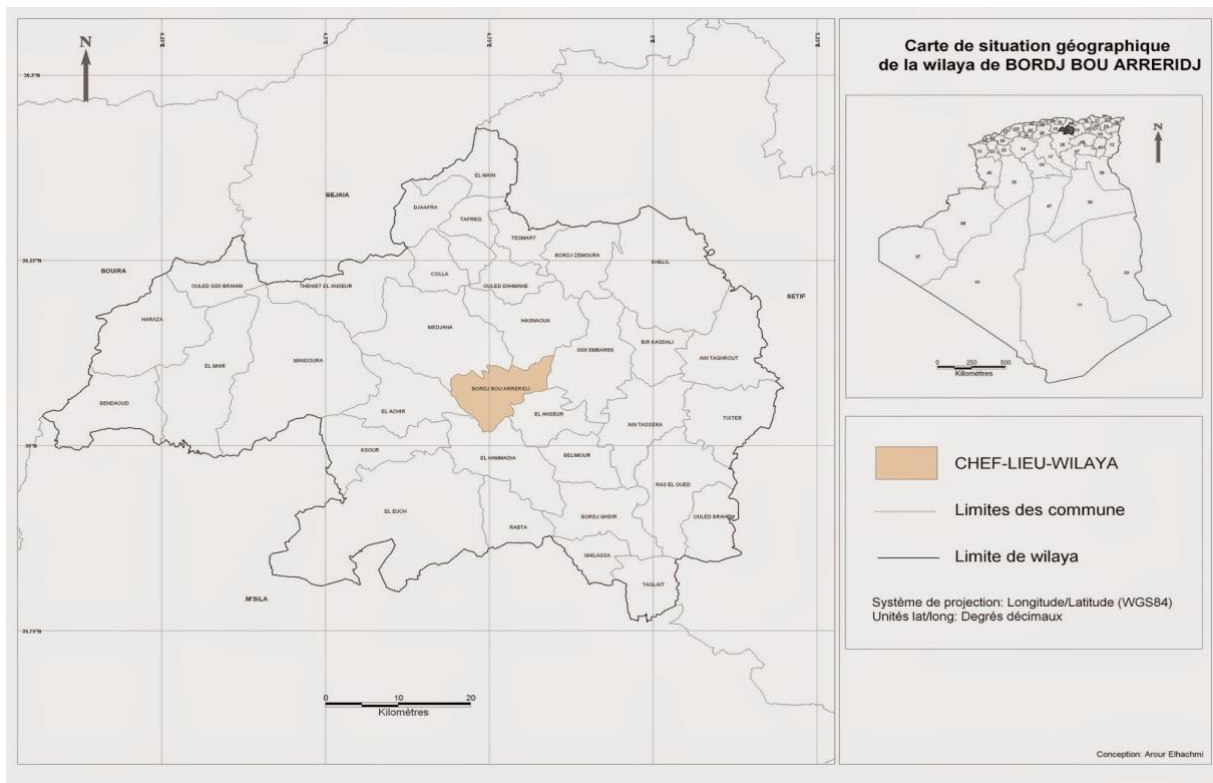 N
36.5°N
BEJAIA
EL MAIN
DJAAFRA
TAFREG
TESMART
BORDJ ZEMOURA
KHELIL
BOUIRA
COLLA
OULED DAHMANE
SETIF
OULED SIDI BRAHIM
THENIET EL ANSEUR
HARAZA
MEDJANA
HASNAOUA
SIDI EMBAREK
BIR KASDALI
AIN TAGHROUT
EL MHIR
MANSOURA
BORDJ BOU ARRERIDJ
BENDAOUD
EL ACHIR
EL ANSEUR
AIN TASSERA
TIXTER
36°N
KSOUR
EL HAMMADIA
BELIMOUR
RAS EL OUED
EL EUCH
RABTA
BORDJ GHDIR
OULED BRAHEM
GHILASSA
TAGLAIT
M'SILA
35.75°N
0 10 20
Kilomètres
Carte de situation géographique
de la wilaya de BORDJ BOU ARRERIDJ
N
0 250 500
Kilomètres
CHEF-LIEU-WILAYA
Limites des commune
Limite de wilaya
Système de projection: Longitude/Latitude (WGS84)
Unités lat/long: Degrés décimaux
Conception: Arour Elhachmi